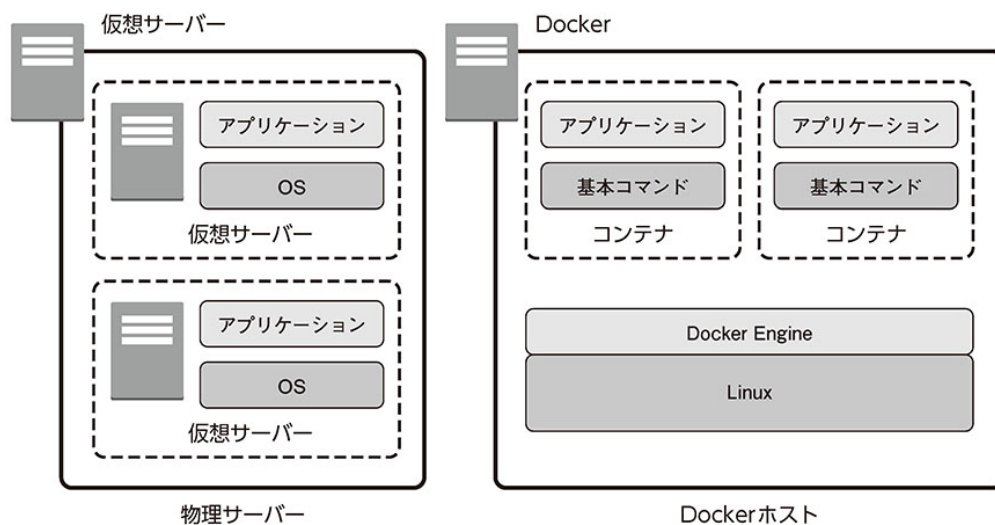 仮想サーバー
アプリケーション
OS
仮想サーバー
アプリケーション
OS
仮想サーバー
物理サーバー
Docker
アプリケーション
基本コマンド
コンテナ
アプリケーション
基本コマンド
コンテナ
Docker Engine
Linux
Dockerホスト